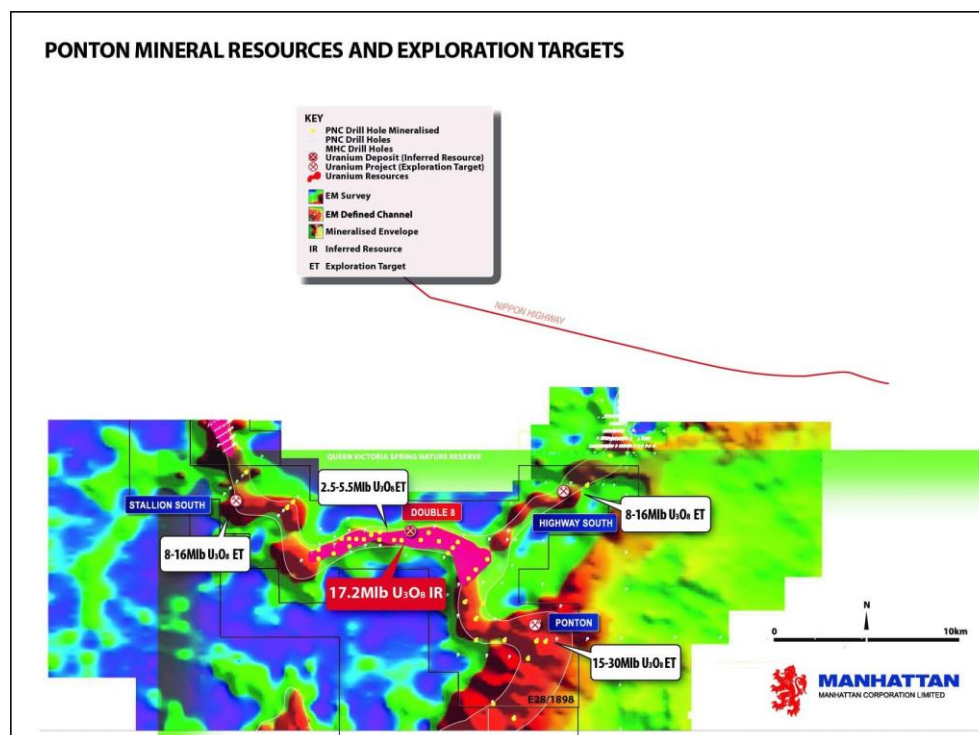 PONTON MINERAL RESOURCES AND EXPLORATION TARGETS
KEY
PNC Drill Hole Mineralised
PNC Drill Holes
MHC Drill Holes
Uranium Deposit (Inferred Resource)
Uranium Project (Exploration Target)
Uranium Resources
EM Survey
EM Defined Channel
Mineralised Envelope
IR Inferred Resource
ET Exploration Target
NIPPON HIGHWAY
QUEEN VICTORIA SPRING NATURE RESERVE
2.5-5.5Mlb U₃O₈ ET
STALLION SOUTH
DOUBLE 8
HIGHWAY SOUTH
8-16Mlb U₃O₈ ET
8-16Mlb U₃O₈ ET
17.2Mlb U₃O₈ IR
PONTON
15-30Mlb U₃O₈ ET
E28/1898
N
0 10km
MANHATTAN
MANHATTAN CORPORATION LIMITED